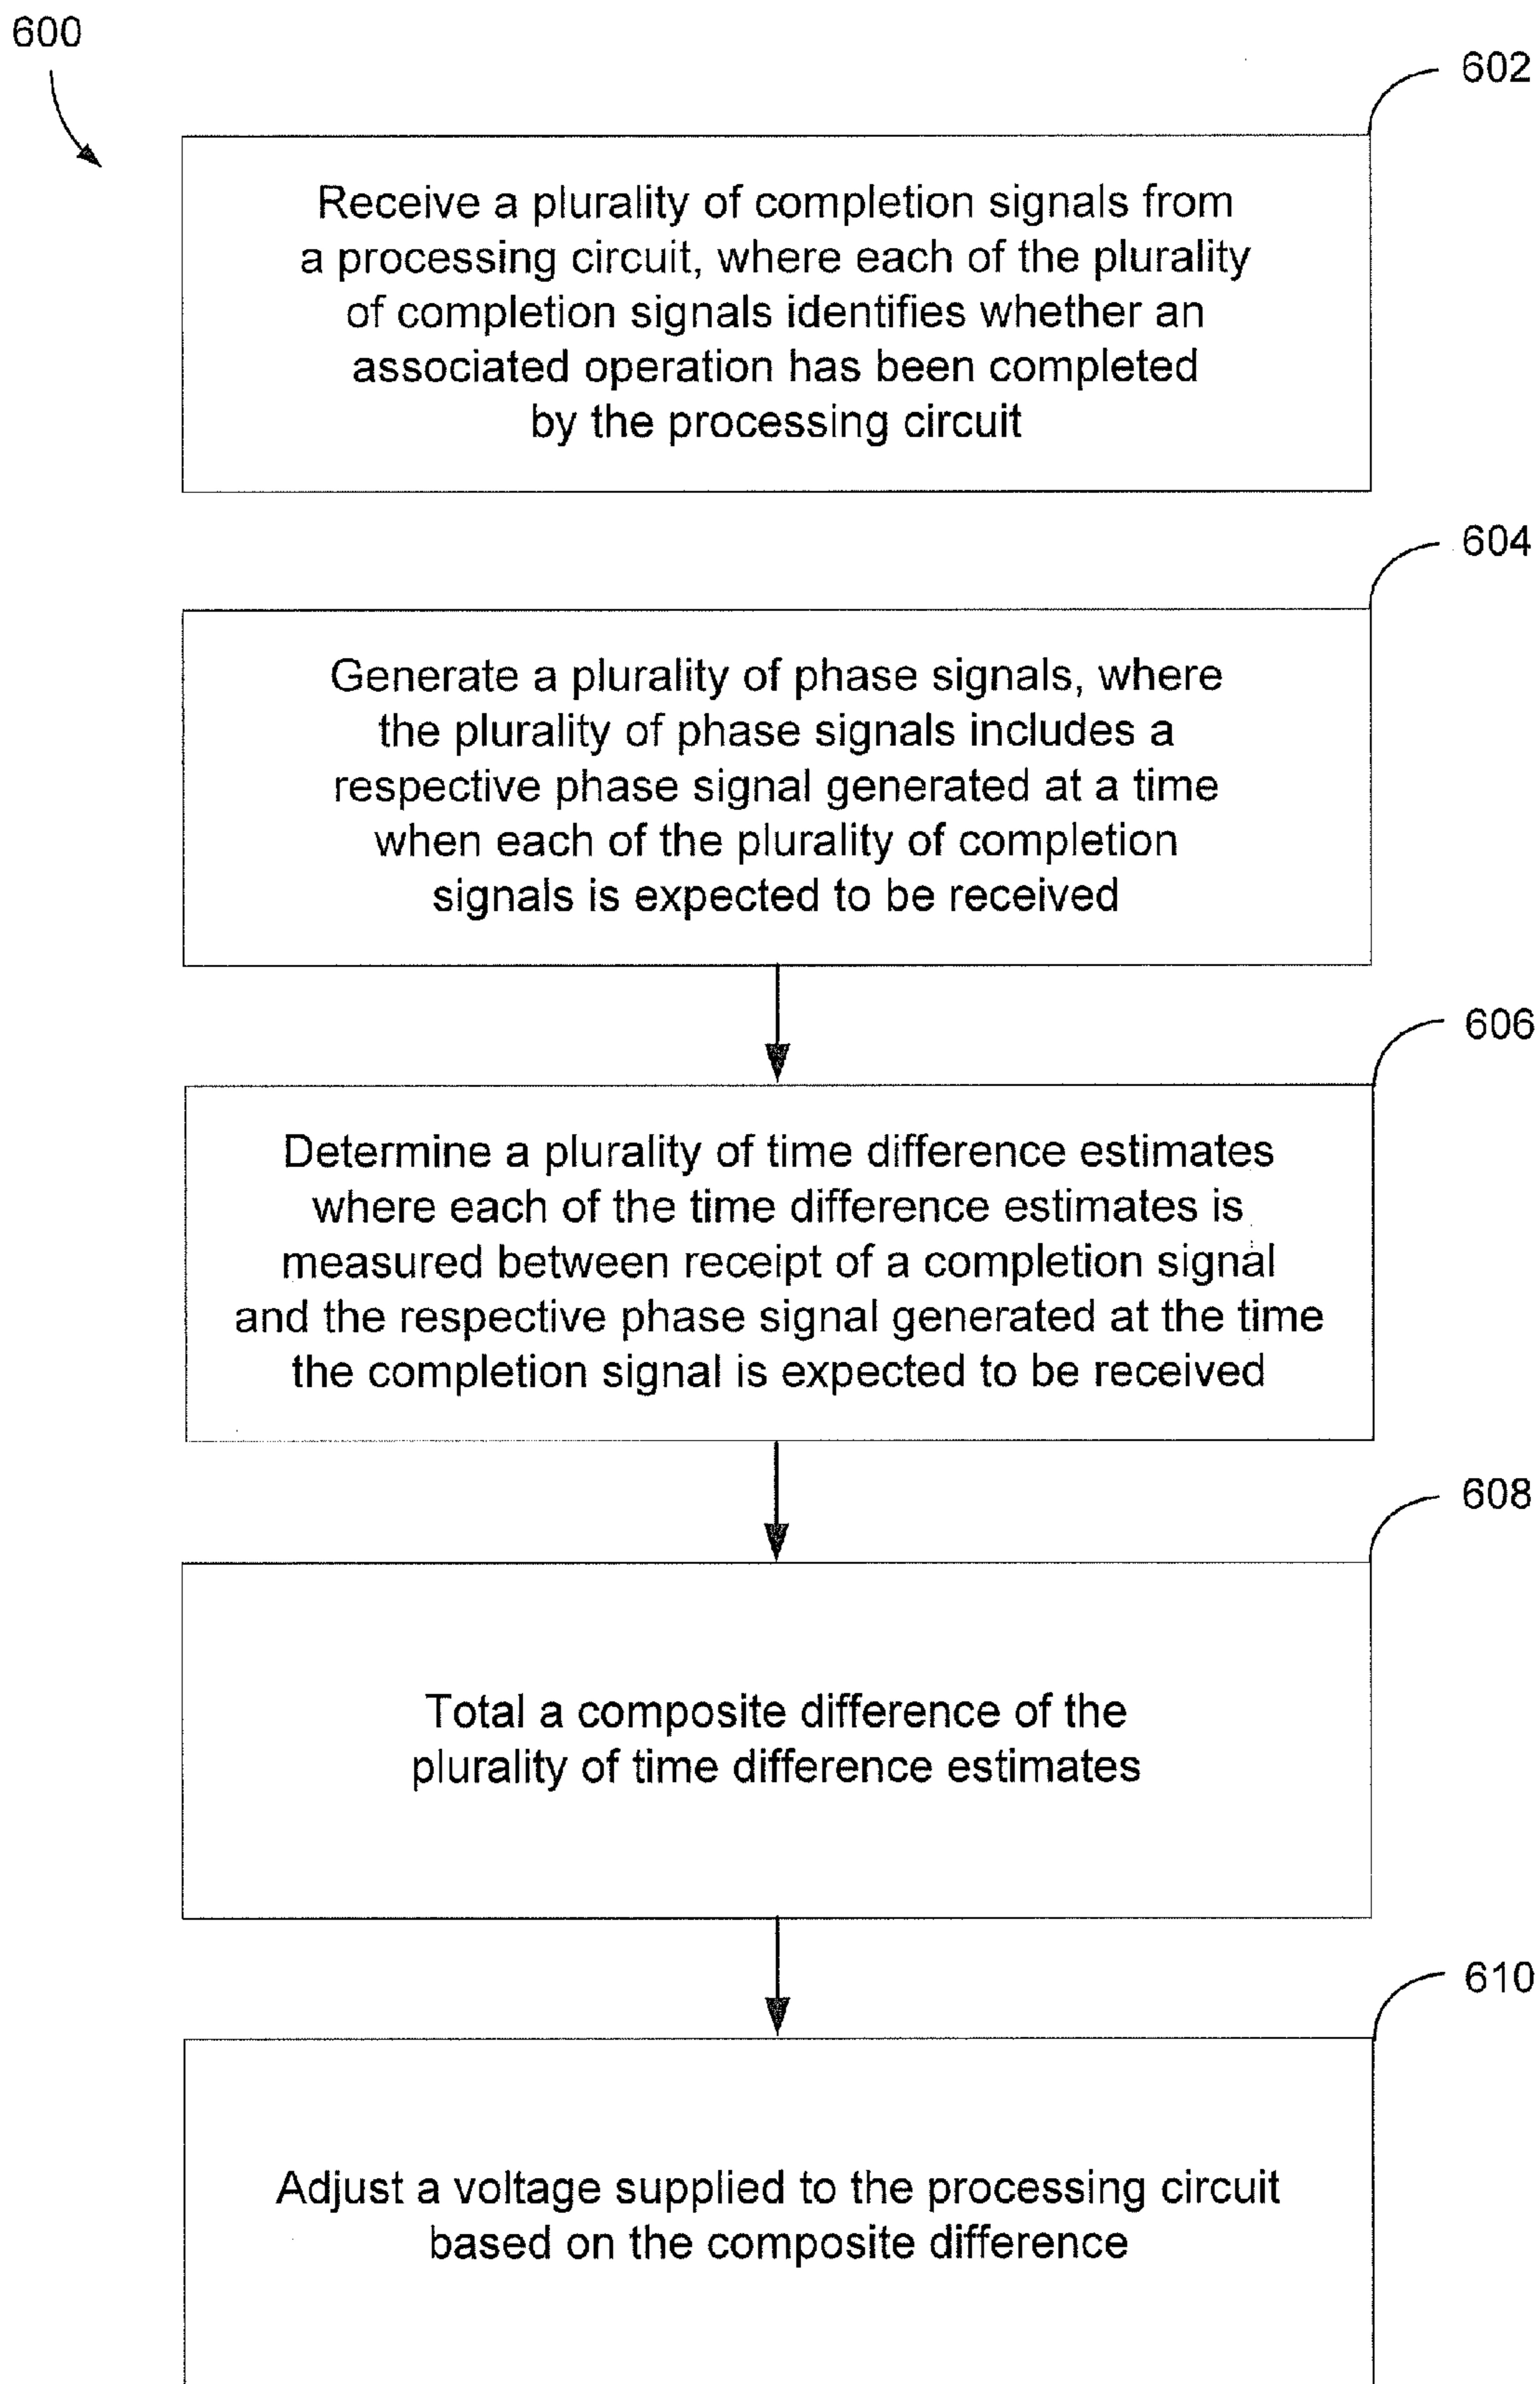 600
602
Receive a plurality of completion signals from
a processing circuit, where each of the plurality
of completion signals identifies whether an
associated operation has been completed
by the processing circuit
604
Generate a plurality of phase signals, where
the plurality of phase signals includes a
respective phase signal generated at a time
when each of the plurality of completion
signals is expected to be received
606
Determine a plurality of time difference estimates
where each of the time difference estimates is
measured between receipt of a completion signal
and the respective phase signal generated at the time
the completion signal is expected to be received
608
Total a composite difference of the
plurality of time difference estimates
610
Adjust a voltage supplied to the processing circuit
based on the composite difference